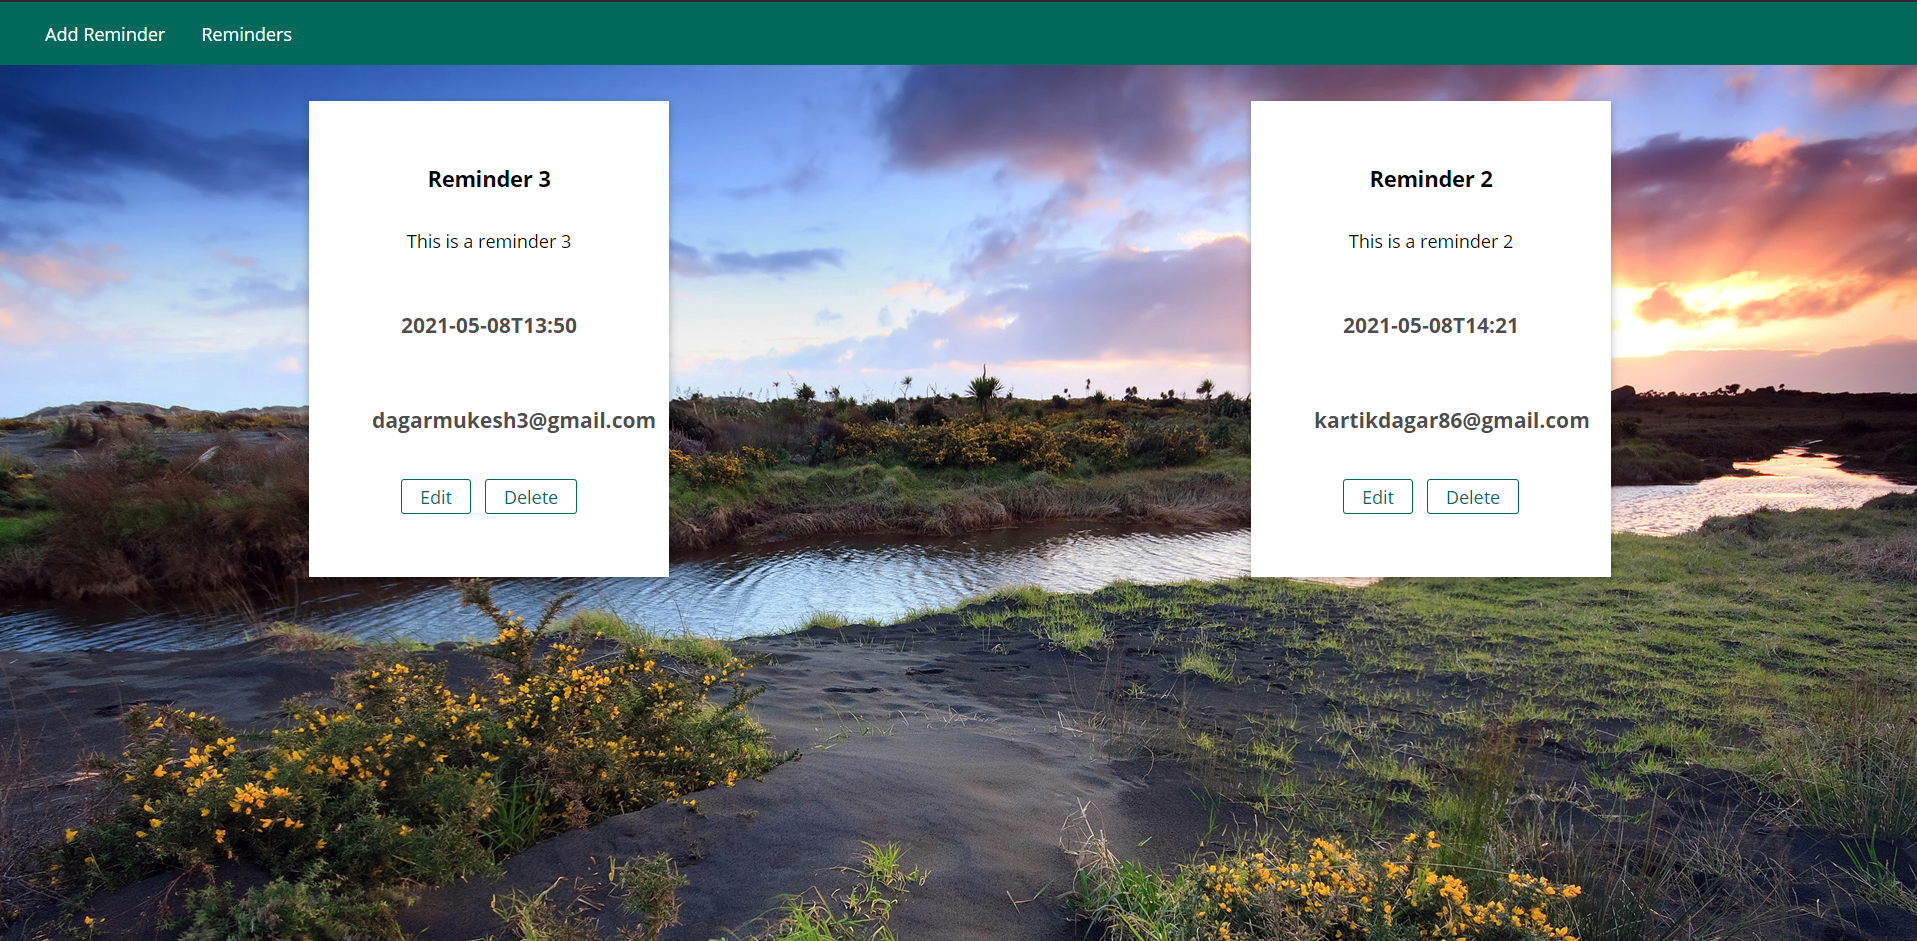 Add Reminder Reminders
Reminder 3
This is a reminder 3
2021-05-08T13:50
dagarmukesh3@gmail.com
Edit Delete
Reminder 2
This is a reminder 2
2021-05-08T14:21
kartikdagar86@gmail.com
Edit Delete